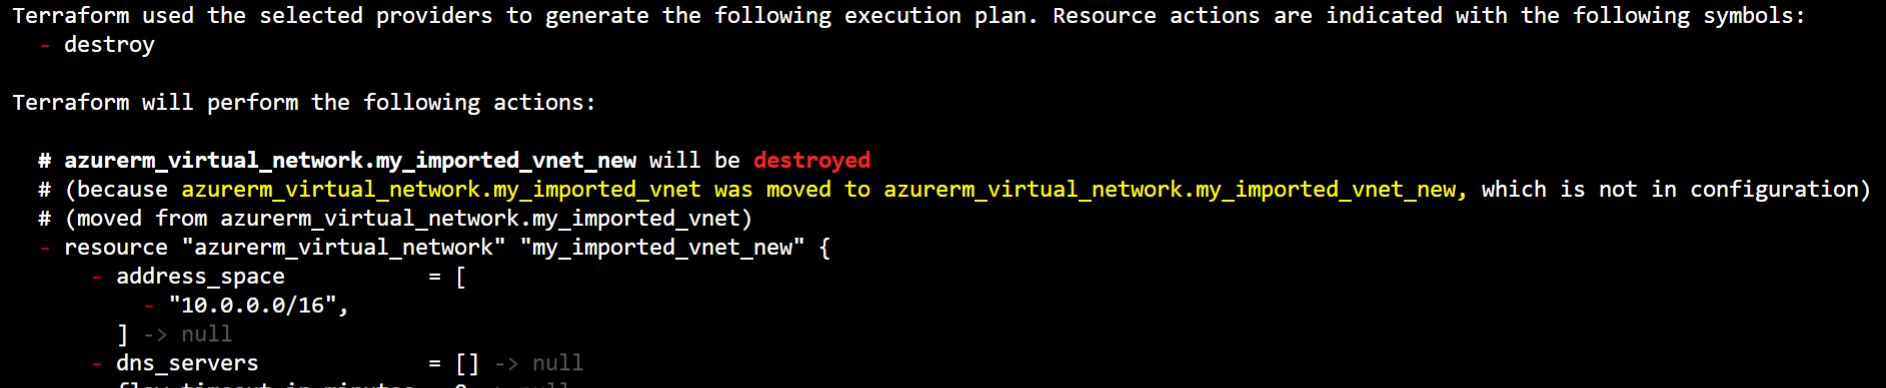 Terraform used the selected providers to generate the following execution plan. Resource actions are indicated with the following symbols:
- destroy
Terraform will perform the following actions:
# azurerm_virtual_network.my_imported_vnet_new will be destroyed
# (because azurerm_virtual_network.my_imported_vnet was moved to azurerm_virtual_network.my_imported_vnet_new, which is not in configuration)
# (moved from azurerm_virtual_network.my_imported_vnet)
- resource "azurerm_virtual_network" "my_imported_vnet_new" {
- address_space = [
- "10.0.0.0/16",
] -> null
- dns_servers = [] -> null